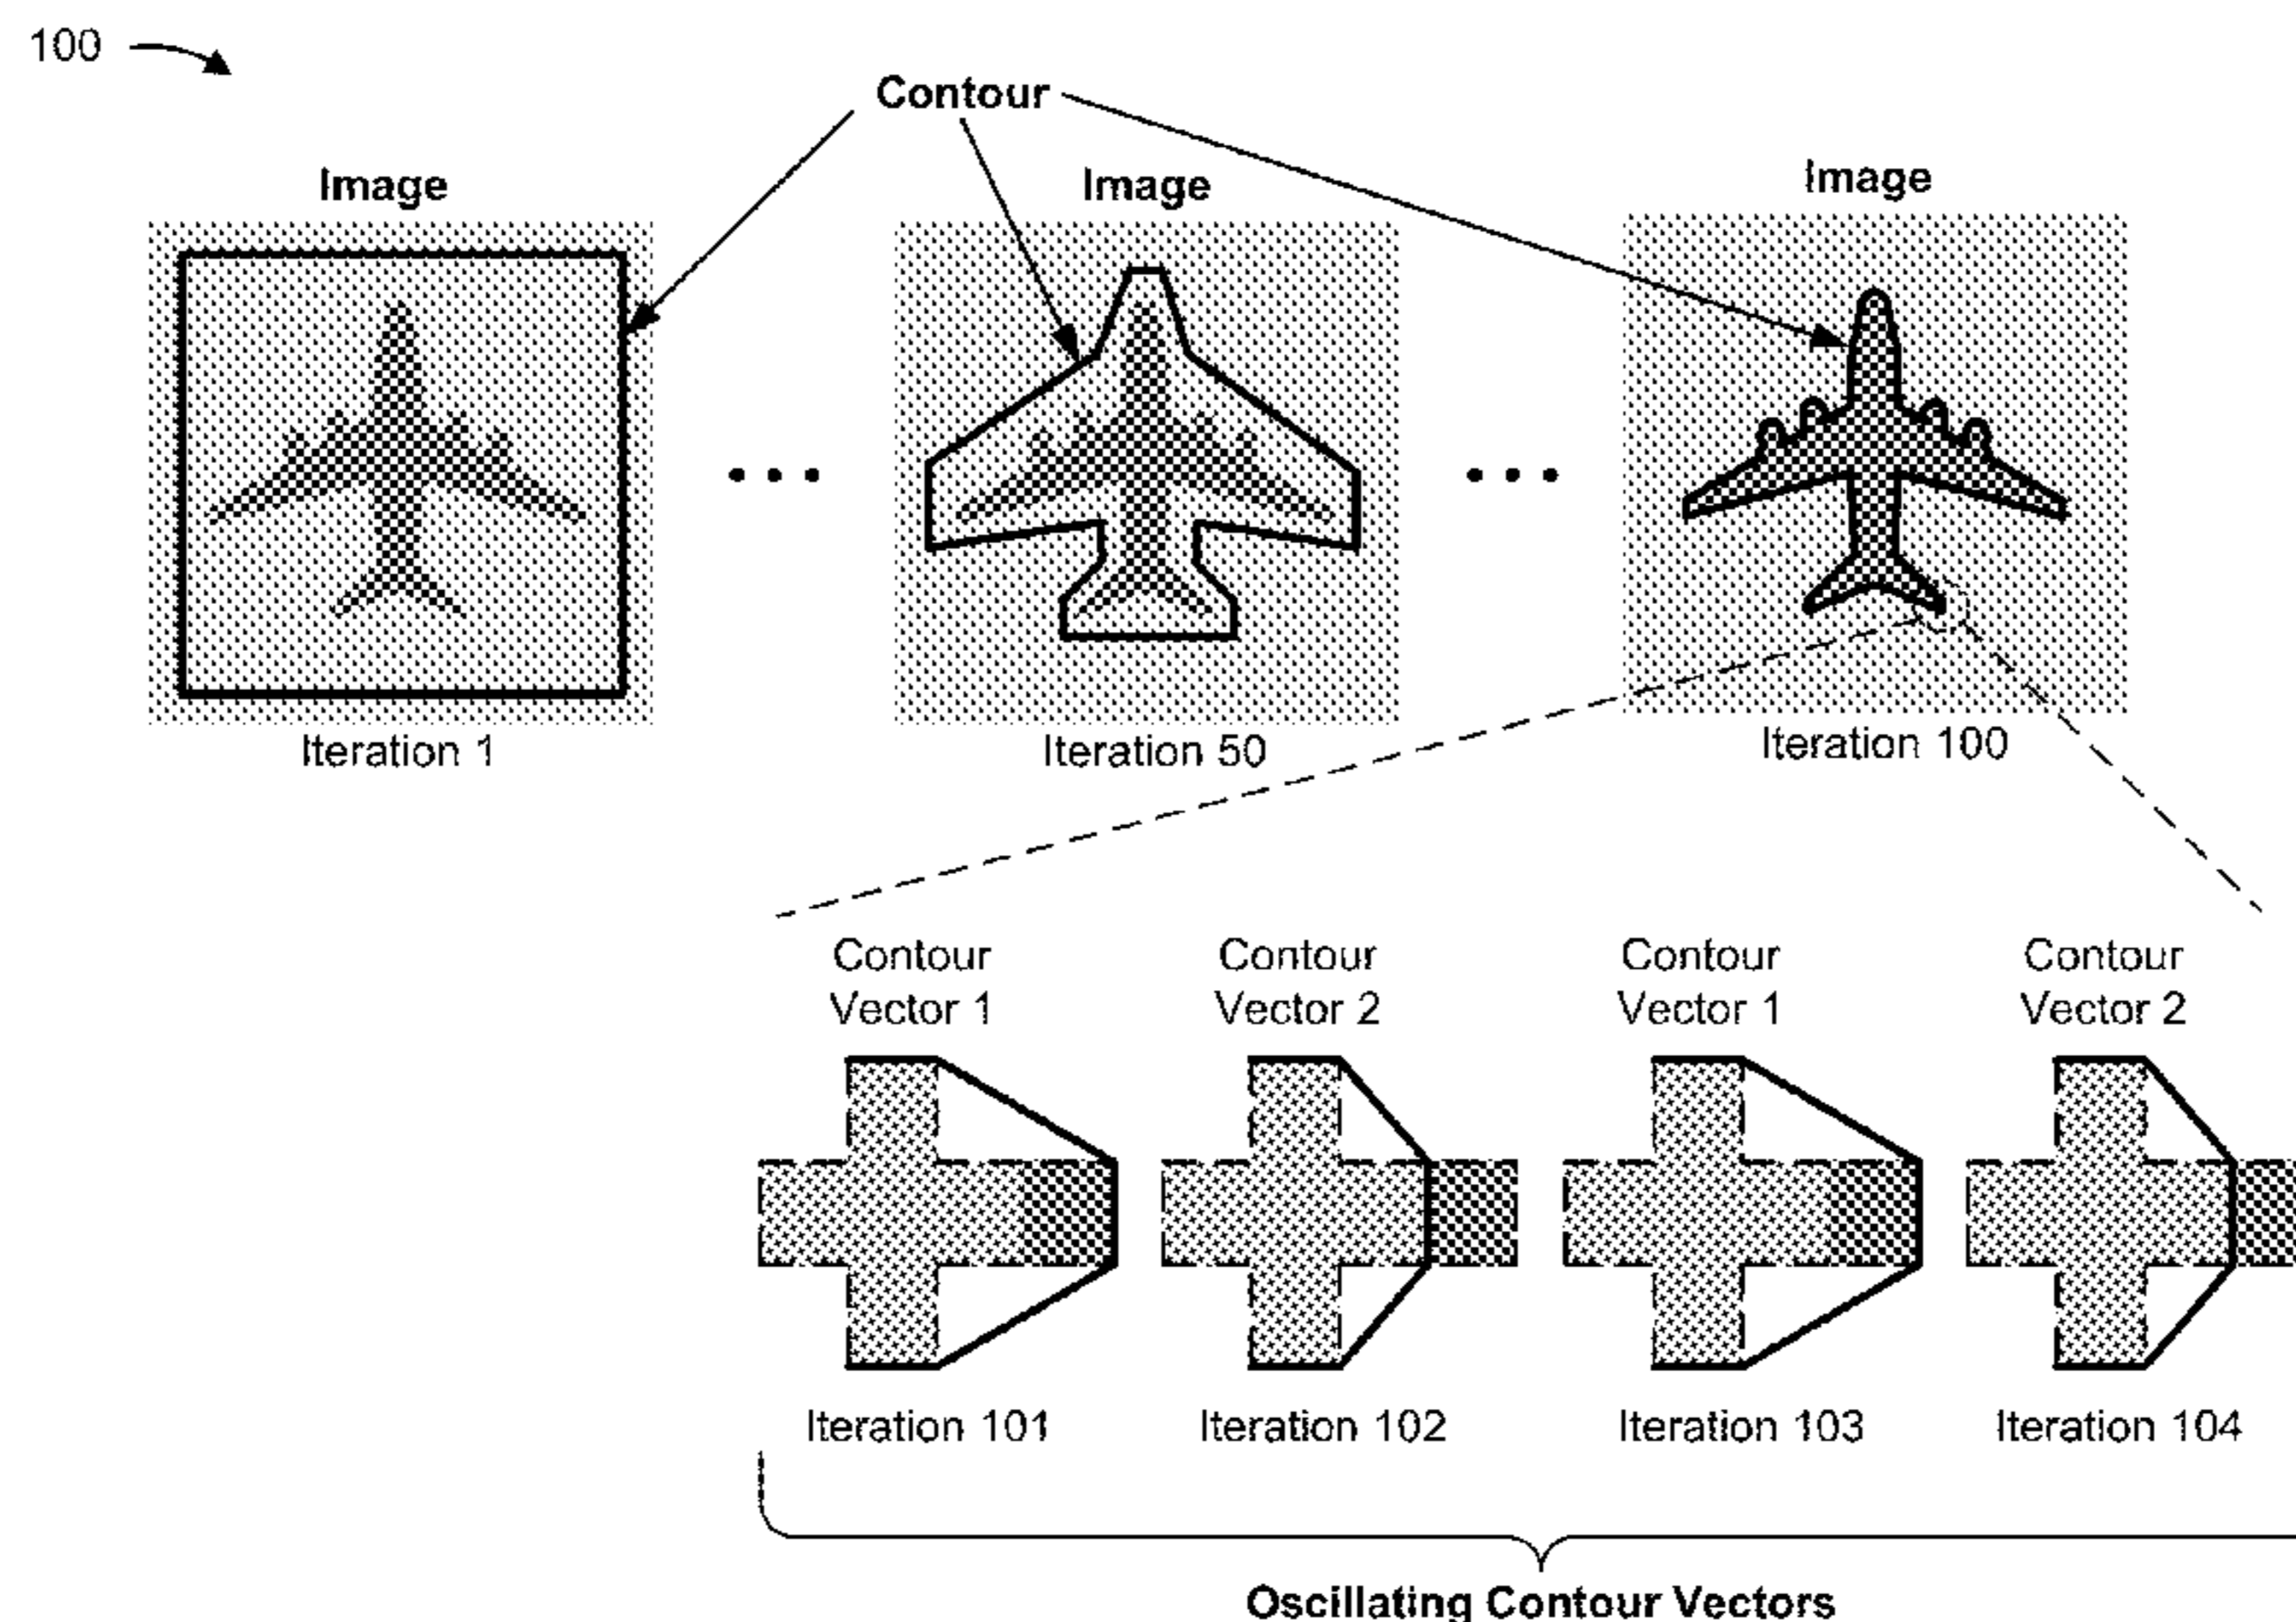 100
Contour
Image
Image
Image
Iteration 1
Iteration 50
Iteration 100
Contour
Vector 1
Contour
Vector 2
Contour
Vector 1
Contour
Vector 2
Iteration 101
Iteration 102
Iteration 103
Iteration 104
Oscillating Contour Vectors